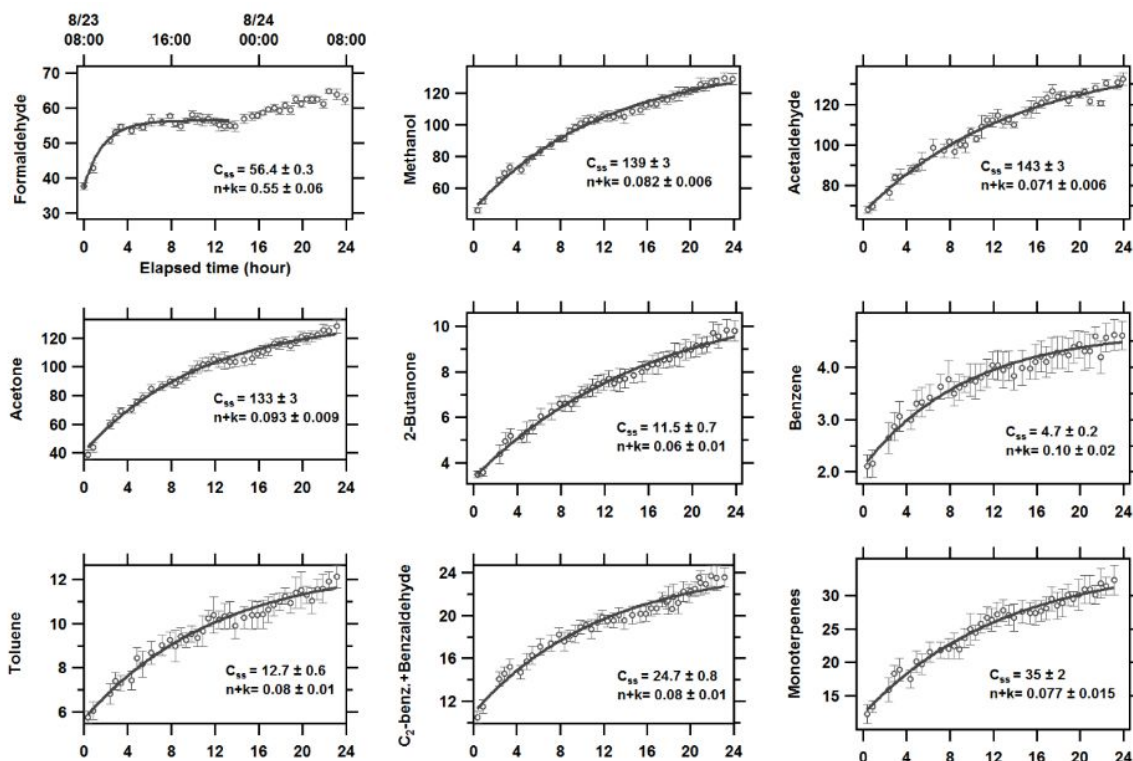 8/23 8/24
08:00 16:00 00:00 08:00
Formaldehyde
70
60
50
40
30
C_ss = 56.4 ± 0.3
n+k= 0.55 ± 0.06
0 4 8 12 16 20 24
Elapsed time (hour)
Methanol
120
100
80
60
C_ss = 139 ± 3
n+k= 0.082 ± 0.006
0 4 8 12 16 20 24
Acetaldehyde
120
100
80
C_ss = 143 ± 3
n+k= 0.071 ± 0.006
0 4 8 12 16 20 24
Acetone
120
100
80
60
40
C_ss = 133 ± 3
n+k= 0.093 ± 0.009
0 4 8 12 16 20 24
2-Butanone
10
8
6
4
C_ss = 11.5 ± 0.7
n+k= 0.06 ± 0.01
0 4 8 12 16 20 24
Benzene
4.0
3.0
2.0
C_ss = 4.7 ± 0.2
n+k= 0.10 ± 0.02
0 4 8 12 16 20 24
Toluene
12
10
8
6
C_ss = 12.7 ± 0.6
n+k= 0.08 ± 0.01
0 4 8 12 16 20 24
C₂-benz.+Benzaldehyde
24
20
16
12
C_ss = 24.7 ± 0.8
n+k= 0.08 ± 0.01
0 4 8 12 16 20 24
Monoterpenes
30
25
20
15
C_ss = 35 ± 2
n+k= 0.077 ± 0.015
0 4 8 12 16 20 24